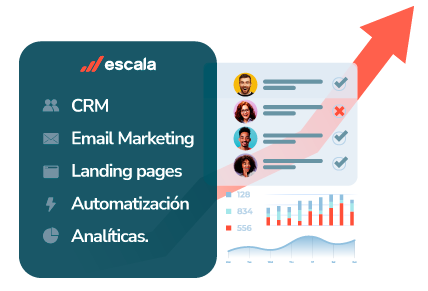 escala
CRM
Email Marketing
Landing pages
Automatización
Analíticas.
128
834
556